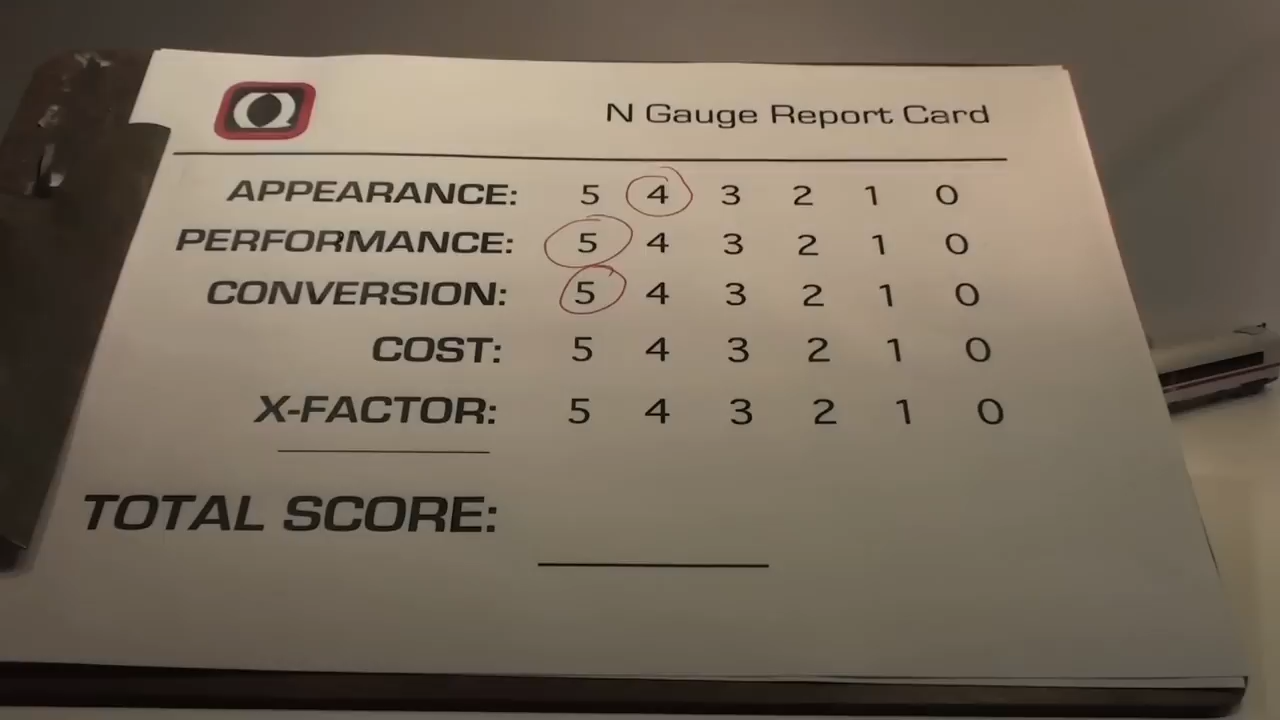 N Gauge Report Card
APPEARANCE: 5 4 3 2 1 0
PERFORMANCE: 5 4 3 2 1 0
CONVERSION: 5 4 3 2 1 0
COST: 5 4 3 2 1 0
X-FACTOR: 5 4 3 2 1 0
TOTAL SCORE: